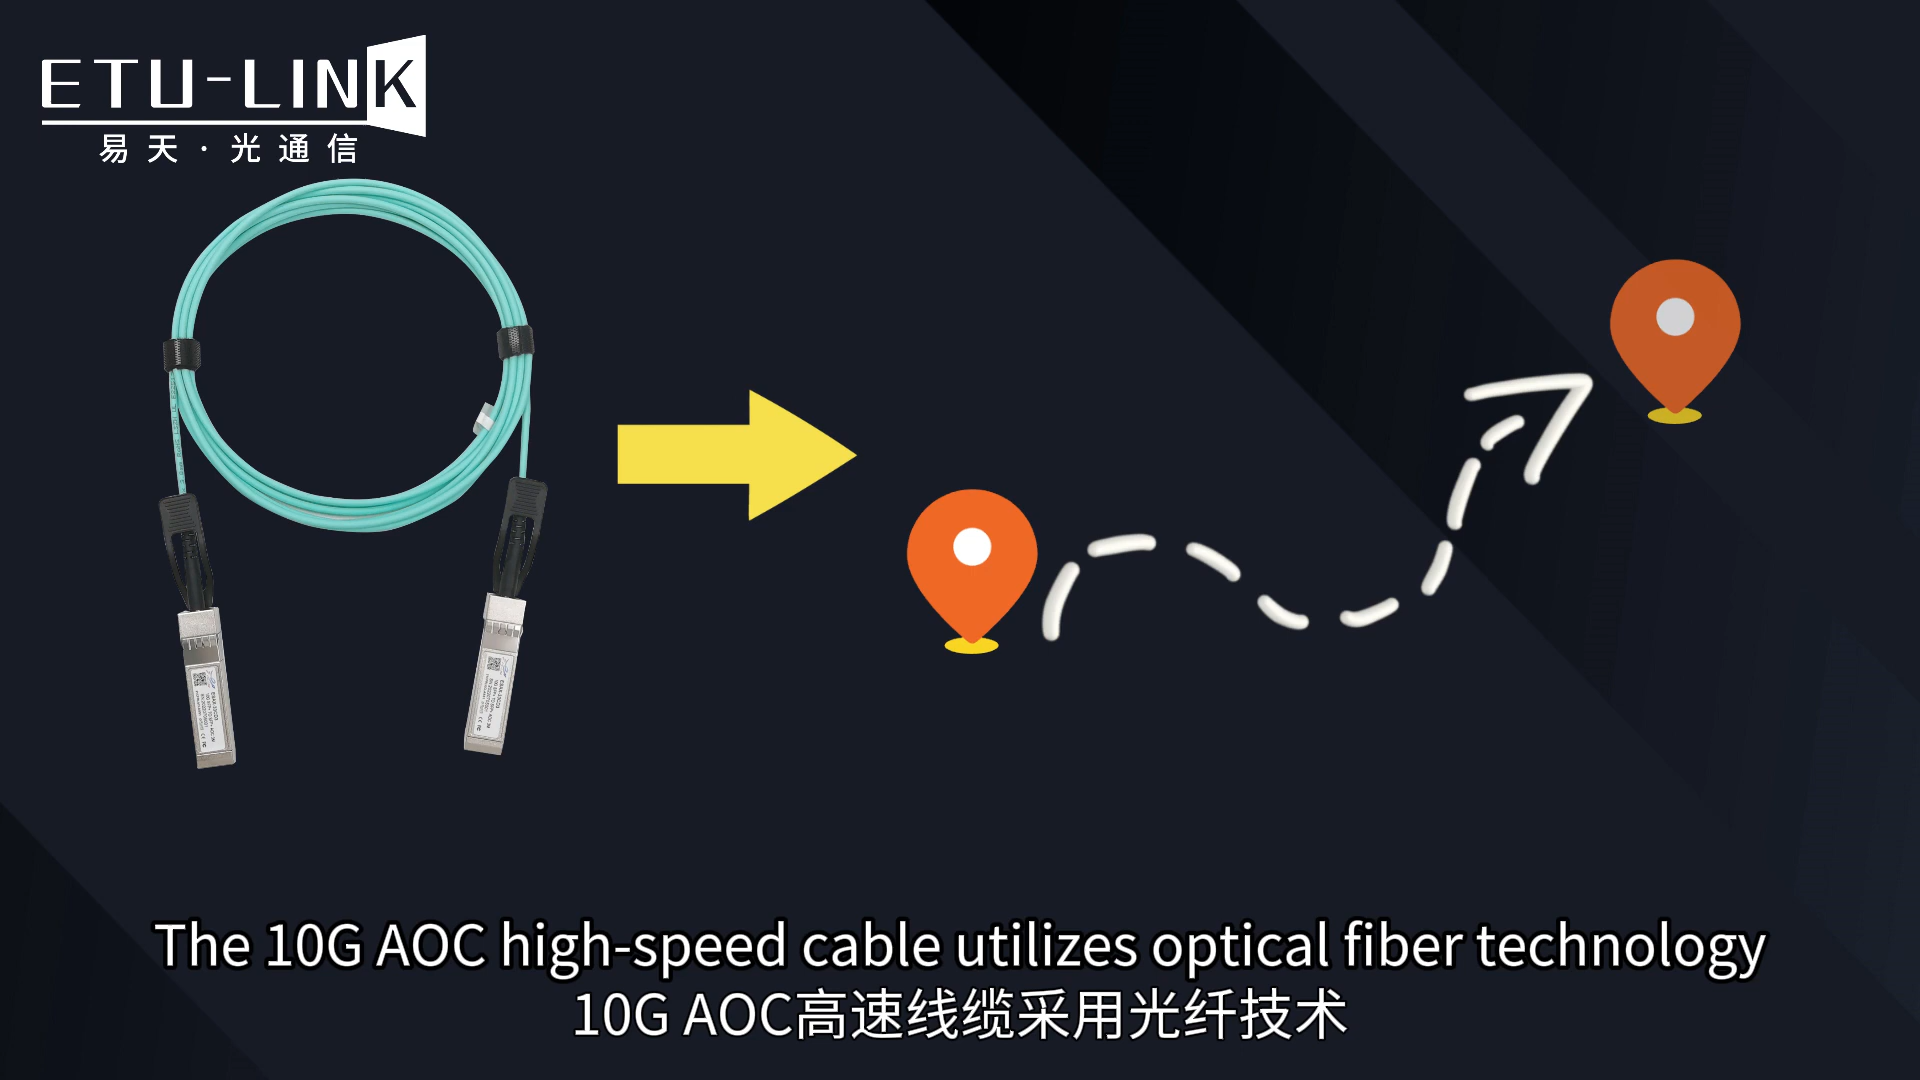 ETU-LINK
易天·光通信
The 10G AOC high-speed cable utilizes optical fiber technology
10G AOC高速线缆采用光纤技术